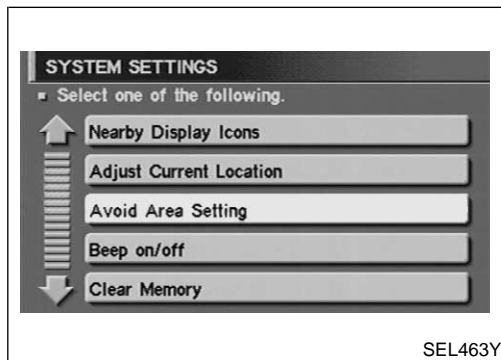 SYSTEM SETTINGS
Select one of the following.
Nearby Display Icons
Adjust Current Location
Avoid Area Setting
Beep on/off
Clear Memory
SEL463Y